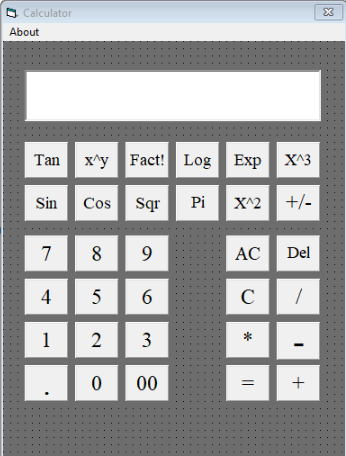 Calculator
About
Tan x^y Fact! Log Exp X^3
Sin Cos Sqr Pi X^2 +/-
7 8 9 AC Del
4 5 6 C /
1 2 3 * -
. 0 00 = +